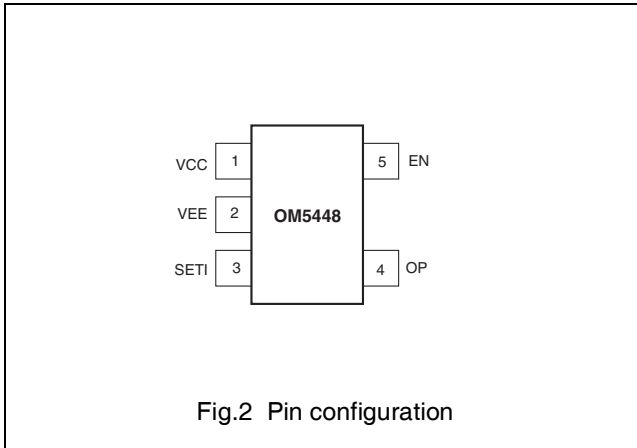 VCC 1 5 EN
VEE 2 OM5448
SETI 3 4 OP
Fig.2 Pin configuration